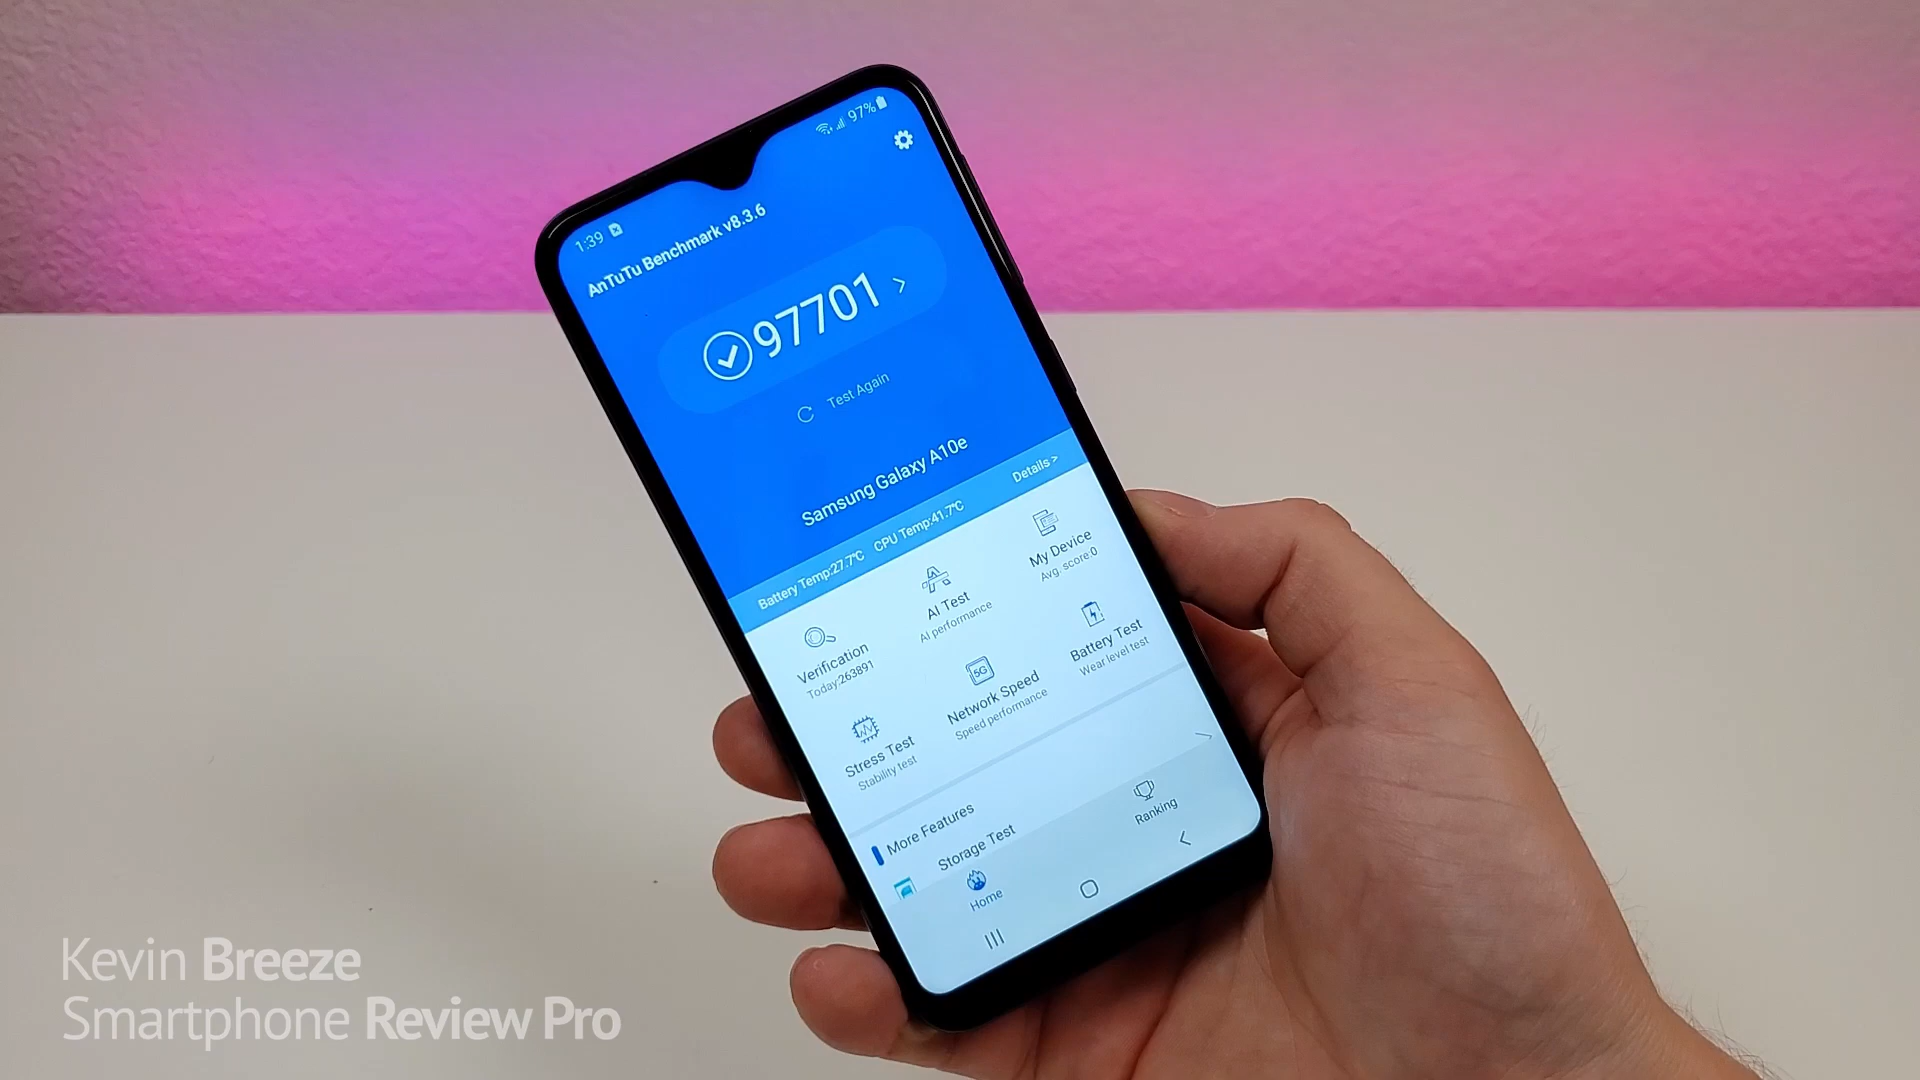 1:39
97%
AnTuTu Benchmark v8.3.6
97701 >
Test Again
Samsung Galaxy A10e
Battery Temp:27.7℃ CPU Temp:41.7℃ Details >
Verification
Today:263891
AI Test
AI performance
My Device
Avg. score:0
Stress Test
Stability test
Network Speed
Speed performance
5G
Battery Test
Wear level test
More Features
Storage Test
Home
Ranking
Kevin Breeze
Smartphone Review Pro